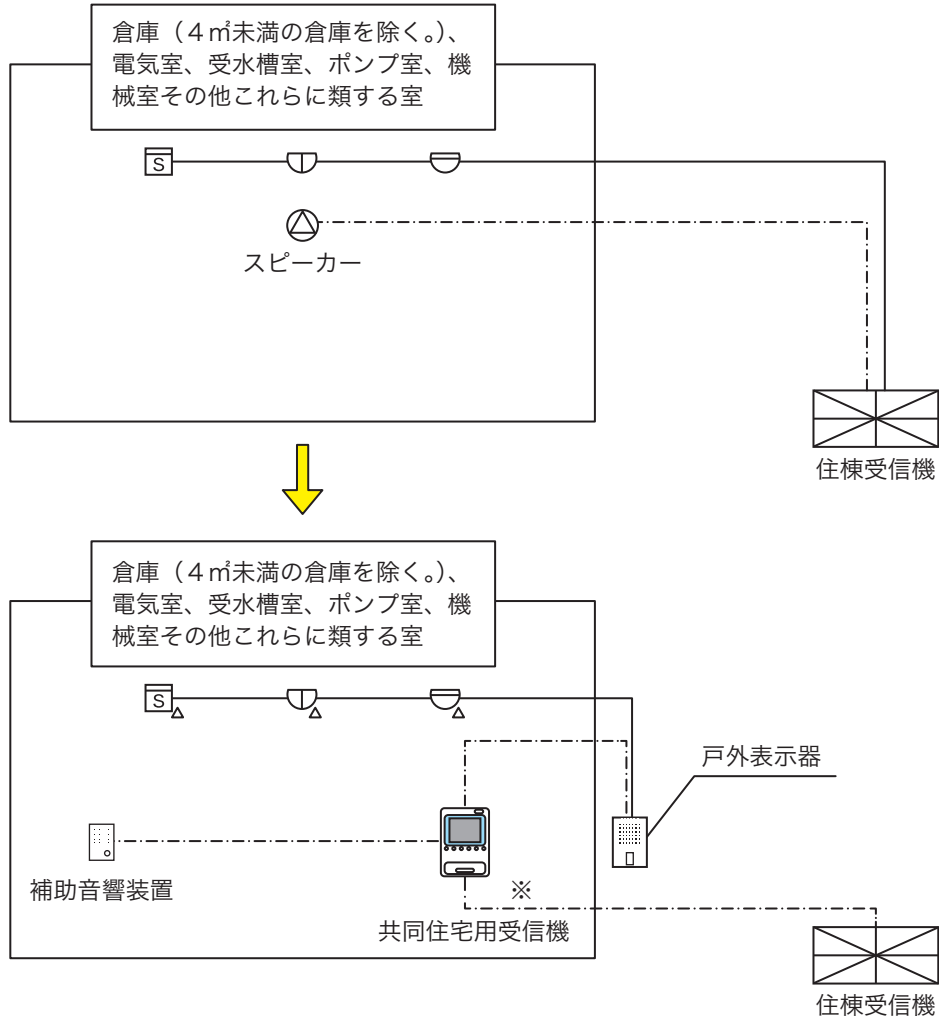 倉庫（４㎡未満の倉庫を除く。）、
電気室、受水槽室、ポンプ室、機
械室その他これらに類する室
S
スピーカー
住棟受信機
倉庫（４㎡未満の倉庫を除く。）、
電気室、受水槽室、ポンプ室、機
械室その他これらに類する室
S
戸外表示器
補助音響装置
※
共同住宅用受信機
住棟受信機